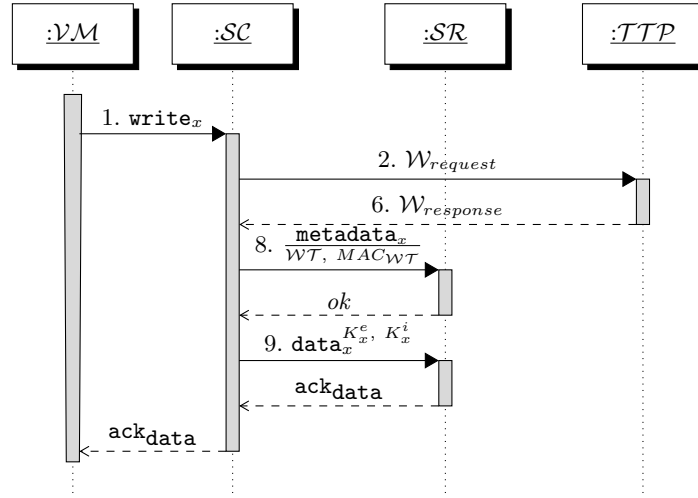 :𝒱ℳ :𝒮𝒞 :𝒮ℛ :𝒯𝒯𝒫
1. write_x
2. 𝒲_request
6. 𝒲_response
8. metadata_x
𝒲𝒯, MAC_𝒲𝒯
ok
9. data_x^{K_x^e, K_x^i}
ack_data
ack_data